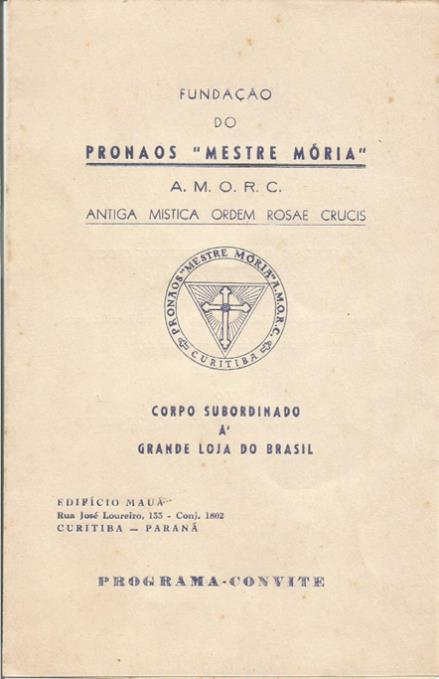 FUNDAÇÃO
DO
PRONAOS "MESTRE MÓRIA"
A. M. O. R. C.
ANTIGA MISTICA ORDEM ROSAE CRUCIS
PRONAOS "MESTRE MÓRIA" A.M.O.R.C.
CURITIBA
CORPO SUBORDINADO
A'
GRANDE LOJA DO BRASIL
EDIFÍCIO MAUÁ
Rua José Loureiro, 133 - Conj. 1802
CURITIBA — PARANÁ
PROGRAMA-CONVITE